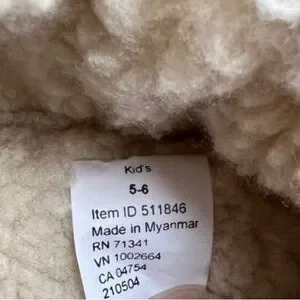 Kid's
5-6
Item ID 511846
Made in Myanmar
RN 71341
VN 1002664
CA 04754
210504